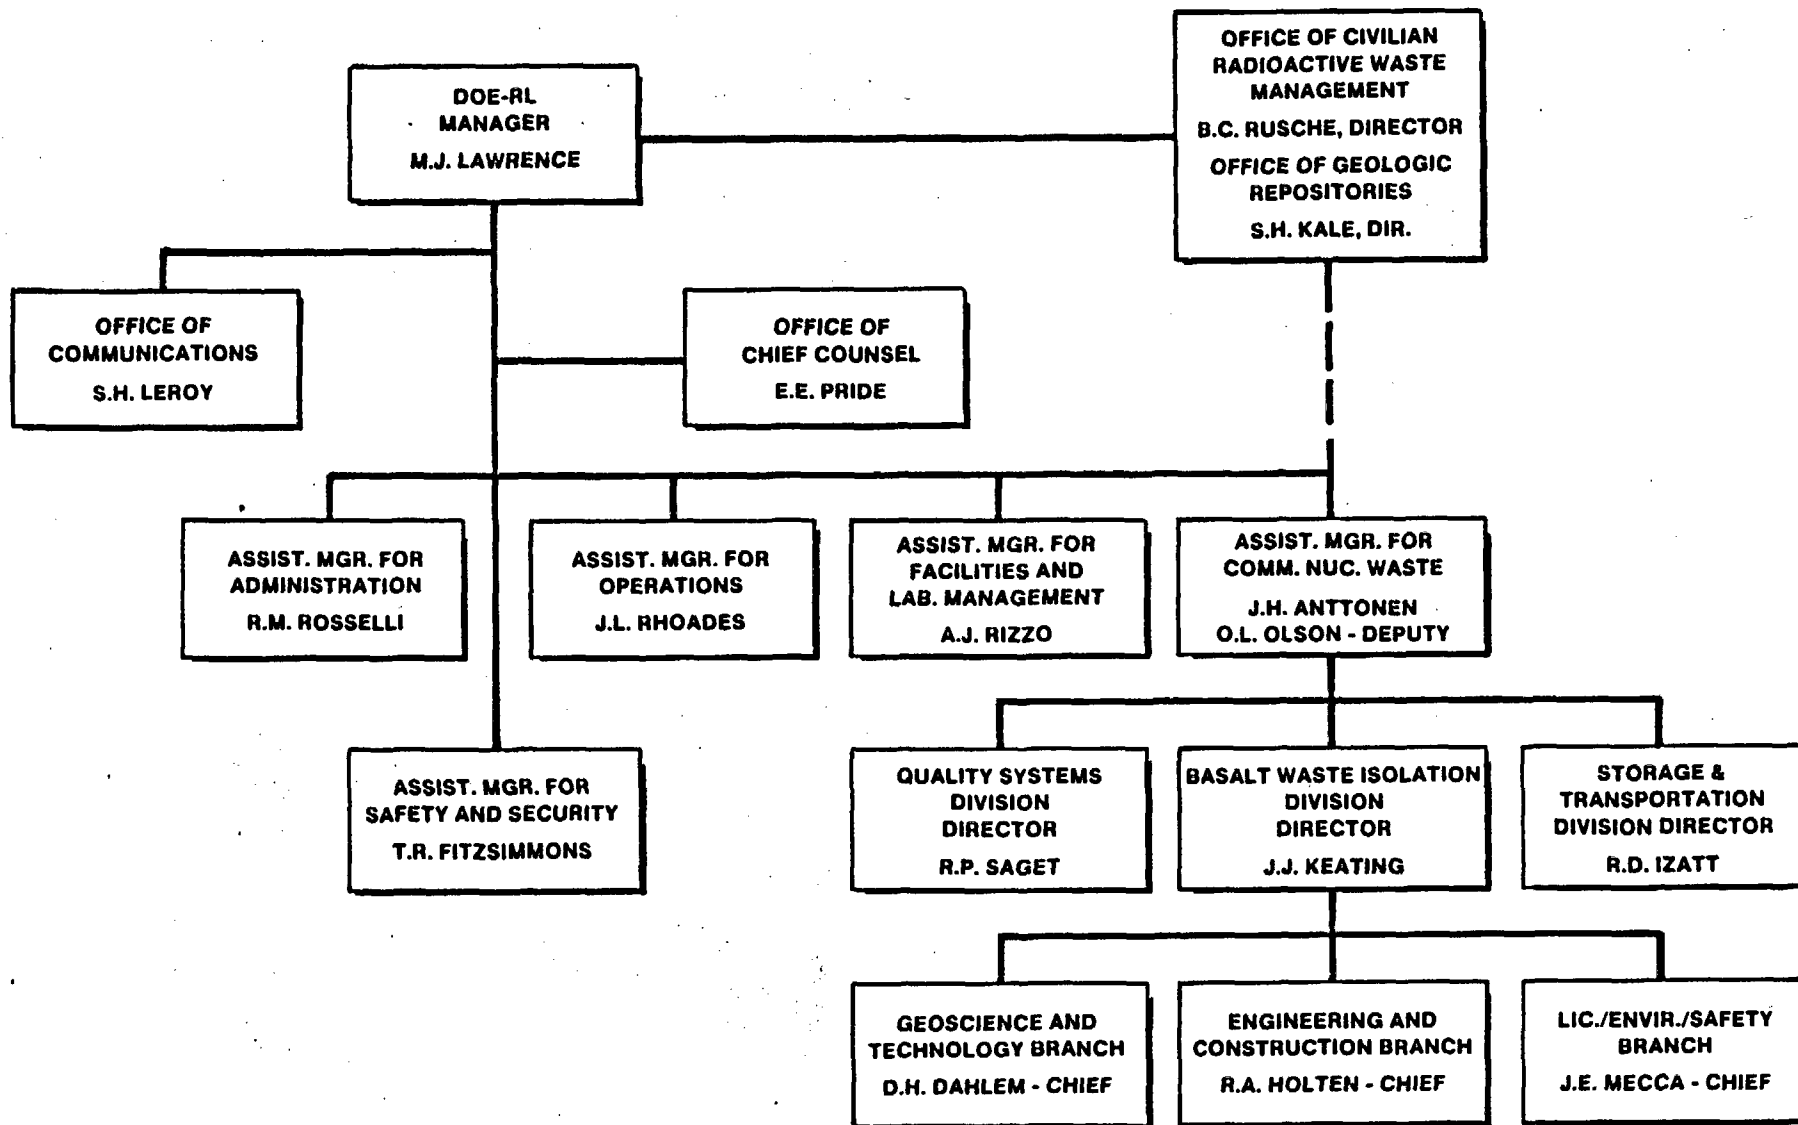 DOE-RL
MANAGER
M.J. LAWRENCE
OFFICE OF CIVILIAN
RADIOACTIVE WASTE
MANAGEMENT
B.C. RUSCHE, DIRECTOR
OFFICE OF GEOLOGIC
REPOSITORIES
S.H. KALE, DIR.
OFFICE OF
COMMUNICATIONS
S.H. LEROY
OFFICE OF
CHIEF COUNSEL
E.E. PRIDE
ASSIST. MGR. FOR
ADMINISTRATION
R.M. ROSSELLI
ASSIST. MGR. FOR
OPERATIONS
J.L. RHOADES
ASSIST. MGR. FOR
FACILITIES AND
LAB. MANAGEMENT
A.J. RIZZO
ASSIST. MGR. FOR
COMM. NUC. WASTE
J.H. ANTTONEN
O.L. OLSON - DEPUTY
ASSIST. MGR. FOR
SAFETY AND SECURITY
T.R. FITZSIMMONS
QUALITY SYSTEMS
DIVISION
DIRECTOR
R.P. SAGET
BASALT WASTE ISOLATION
DIVISION
DIRECTOR
J.J. KEATING
STORAGE &
TRANSPORTATION
DIVISION DIRECTOR
R.D. IZATT
GEOSCIENCE AND
TECHNOLOGY BRANCH
D.H. DAHLEM - CHIEF
ENGINEERING AND
CONSTRUCTION BRANCH
R.A. HOLTEN - CHIEF
LIC./ENVIR./SAFETY
BRANCH
J.E. MECCA - CHIEF